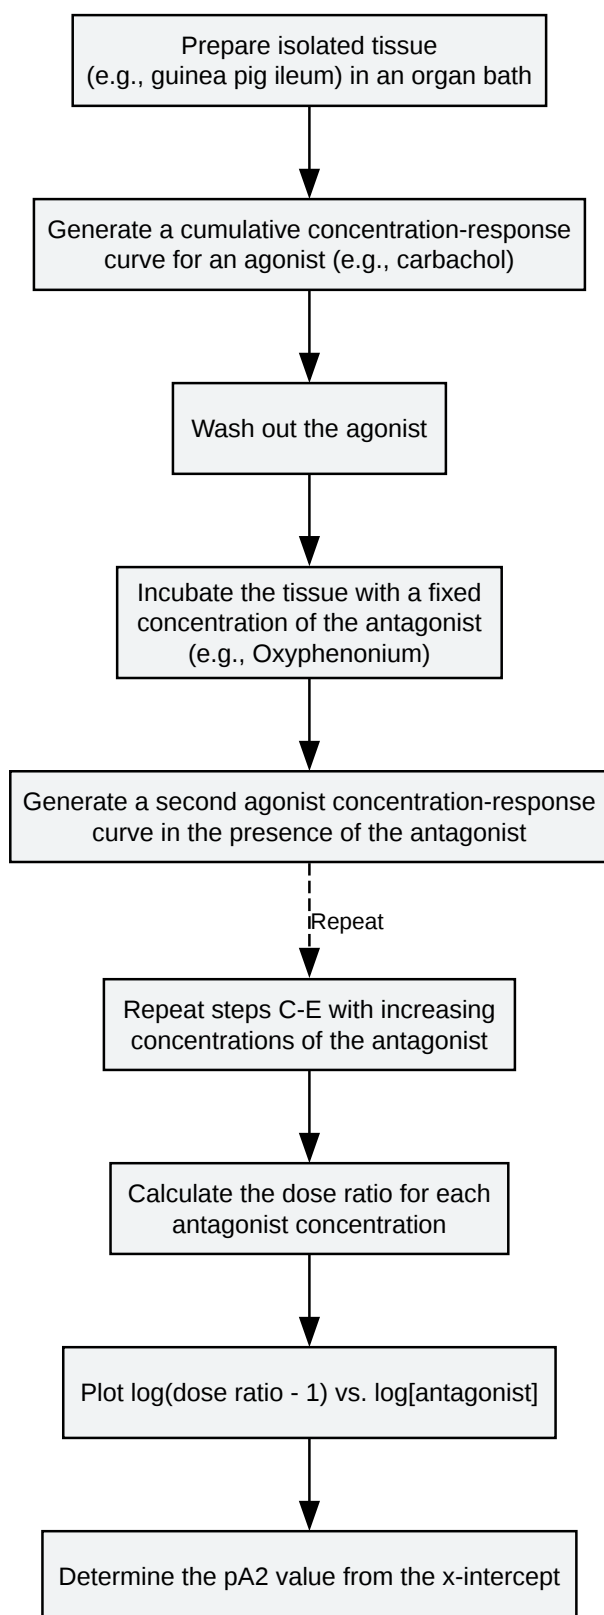 Prepare isolated tissue
(e.g., guinea pig ileum) in an organ bath
Generate a cumulative concentration-response
curve for an agonist (e.g., carbachol)
Wash out the agonist
Incubate the tissue with a fixed
concentration of the antagonist
(e.g., Oxyphenonium)
Generate a second agonist concentration-response
curve in the presence of the antagonist
Repeat
Repeat steps C-E with increasing
concentrations of the antagonist
Calculate the dose ratio for each
antagonist concentration
Plot log(dose ratio - 1) vs. log[antagonist]
Determine the pA2 value from the x-intercept